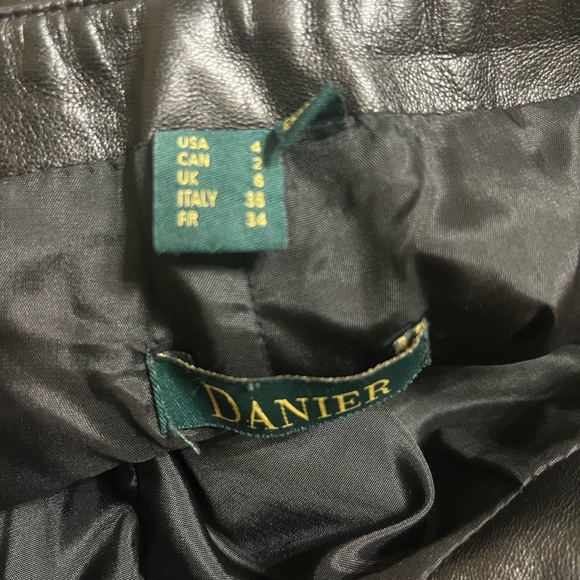 USA 4
CAN 2
UK 6
ITALY 38
FR 34
DANIER